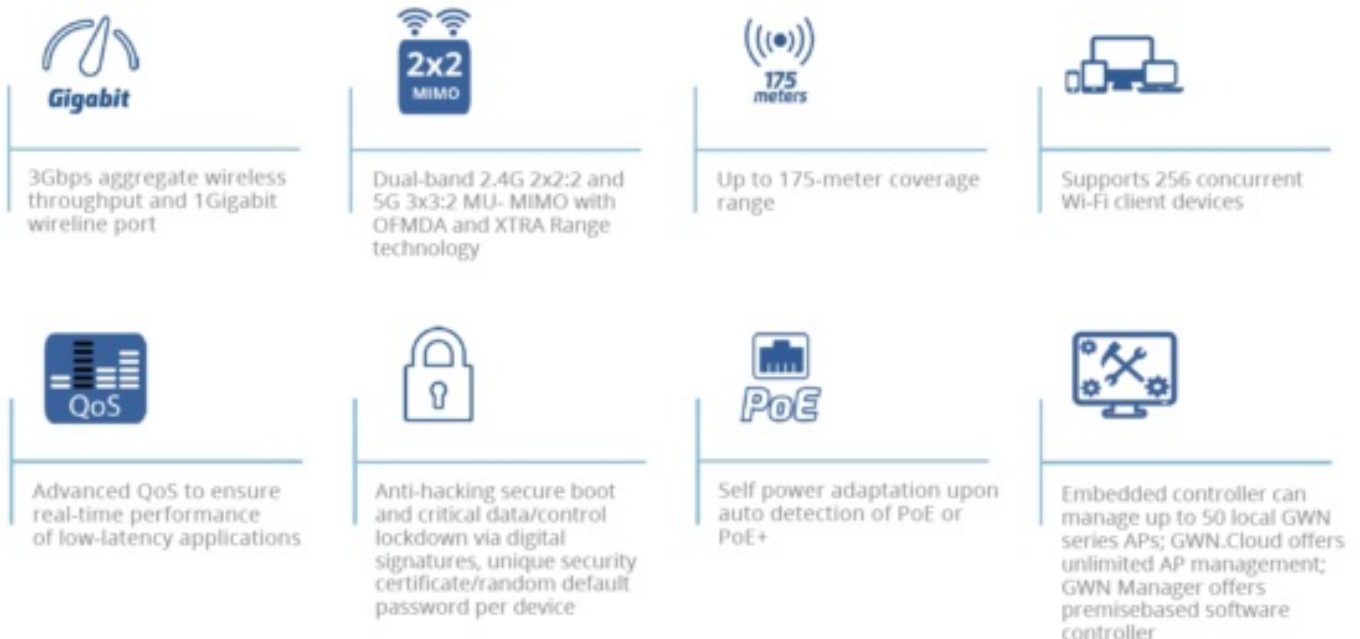 Gigabit
3Gbps aggregate wireless
throughput and 1Gigabit
wireline port
2x2
MIMO
Dual-band 2.4G 2x2:2 and
5G 3x3:2 MU- MIMO with
OFMDA and XTRA Range
technology
175
meters
Up to 175-meter coverage
range
Supports 256 concurrent
Wi-Fi client devices
QoS
Advanced QoS to ensure
real-time performance
of low-latency applications
Anti-hacking secure boot
and critical data/control
lockdown via digital
signatures, unique security
certificate/random default
password per device
PoE
Self power adaptation upon
auto detection of PoE or
PoE+
Embedded controller can
manage up to 50 local GWN
series APs; GWN.Cloud offers
unlimited AP management;
GWN Manager offers
premisebased software
controller